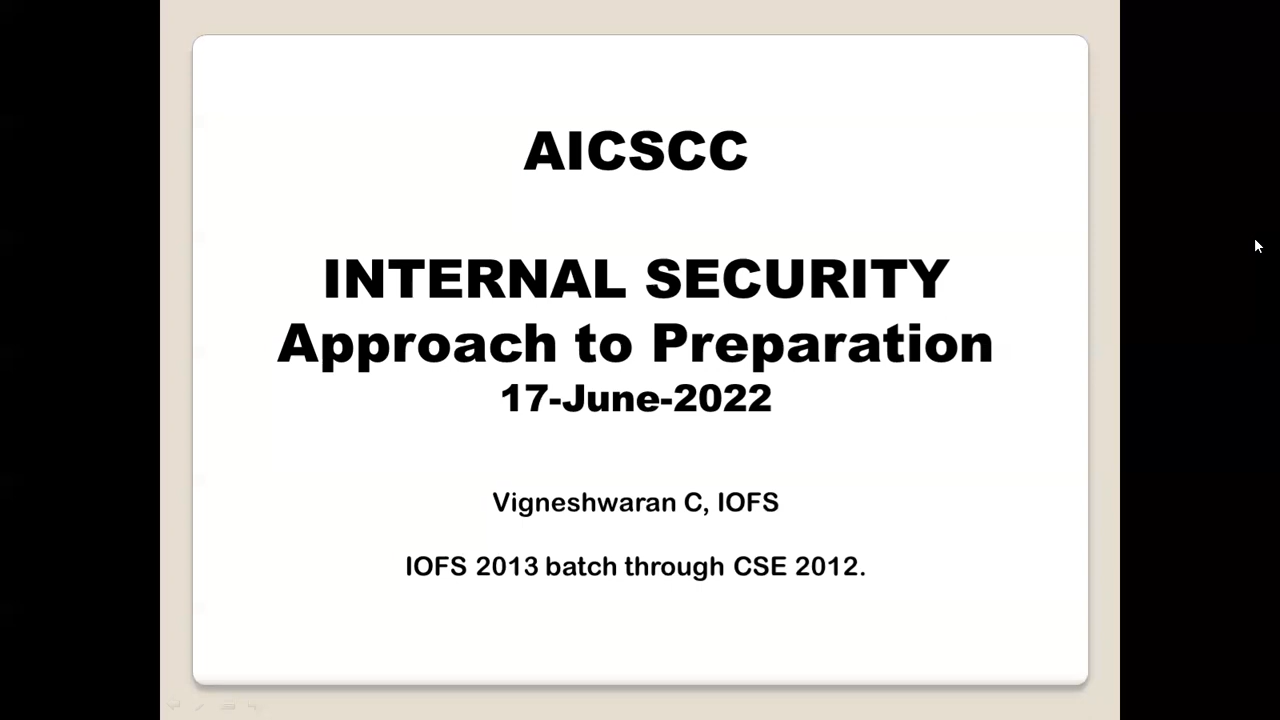 AICSCC
INTERNAL SECURITY
Approach to Preparation
17-June-2022
Vigneshwaran C, IOFS
IOFS 2013 batch through CSE 2012.